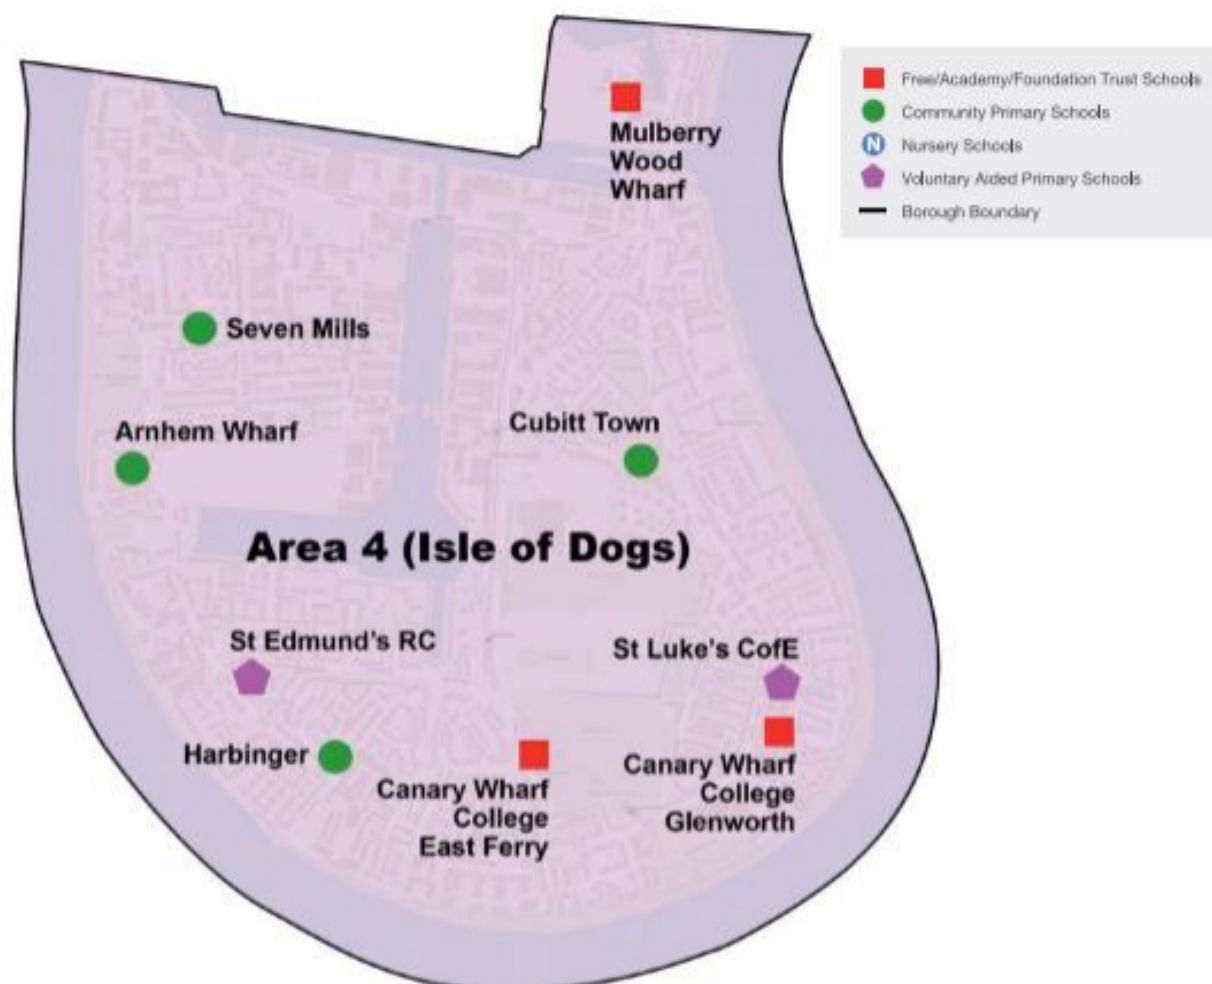 Free/Academy/Foundation Trust Schools
Community Primary Schools
N Nursery Schools
Voluntary Aided Primary Schools
Borough Boundary
Mulberry
Wood
Wharf
Seven Mills
Arnhem Wharf
Cubitt Town
Area 4 (Isle of Dogs)
St Edmund's RC
St Luke's CofE
Harbinger
Canary Wharf
College
East Ferry
Canary Wharf
College
Glenworth